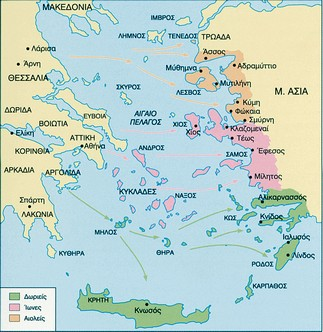 ΜΑΚΕΔΟΝΙΑ
ΙΜΒΡΟΣ
ΛΗΜΝΟΣ
ΤΕΝΕΔΟΣ
ΤΡΩΑΔΑ
Λάρισα
Άσσος
Άρνη
Αδραμύττιο
ΘΕΣΣΑΛΙΑ
Μήθυμνα
Μυτιλήνη
ΣΚΥΡΟΣ
ΛΕΣΒΟΣ
Μ. ΑΣΙΑ
Κύμη
ΔΩΡΙΔΑ
ΕΥΒΟΙΑ
ΑΙΓΑΙΟ
ΠΕΛΑΓΟΣ
Φώκαια
Σμύρνη
ΒΟΙΩΤΙΑ
ΧΙΟΣ
Χίος
Κλαζομεναί
Ελίκη
ΑΤΤΙΚΗ
Αθήνα
Τέως
ΚΟΡΙΝΘΙΑ
ΑΝΔΡΟΣ
Έφεσος
ΣΑΜΟΣ
ΑΡΚΑΔΙΑ
ΑΡΓΟΛΙΔΑ
Μίλητος
ΚΥΚΛΑΔΕΣ
ΝΑΞΟΣ
Αλικαρνασσός
Σπάρτη
ΛΑΚΩΝΙΑ
ΚΩΣ
Κνίδος
ΜΗΛΟΣ
Ιαλυσός
ΘΗΡΑ
Λίνδος
ΚΥΘΗΡΑ
ΡΟΔΟΣ
ΚΑΡΠΑΘΟΣ
ΚΡΗΤΗ
Κνωσός
Δωριείς
Ίωνες
Αιολείς